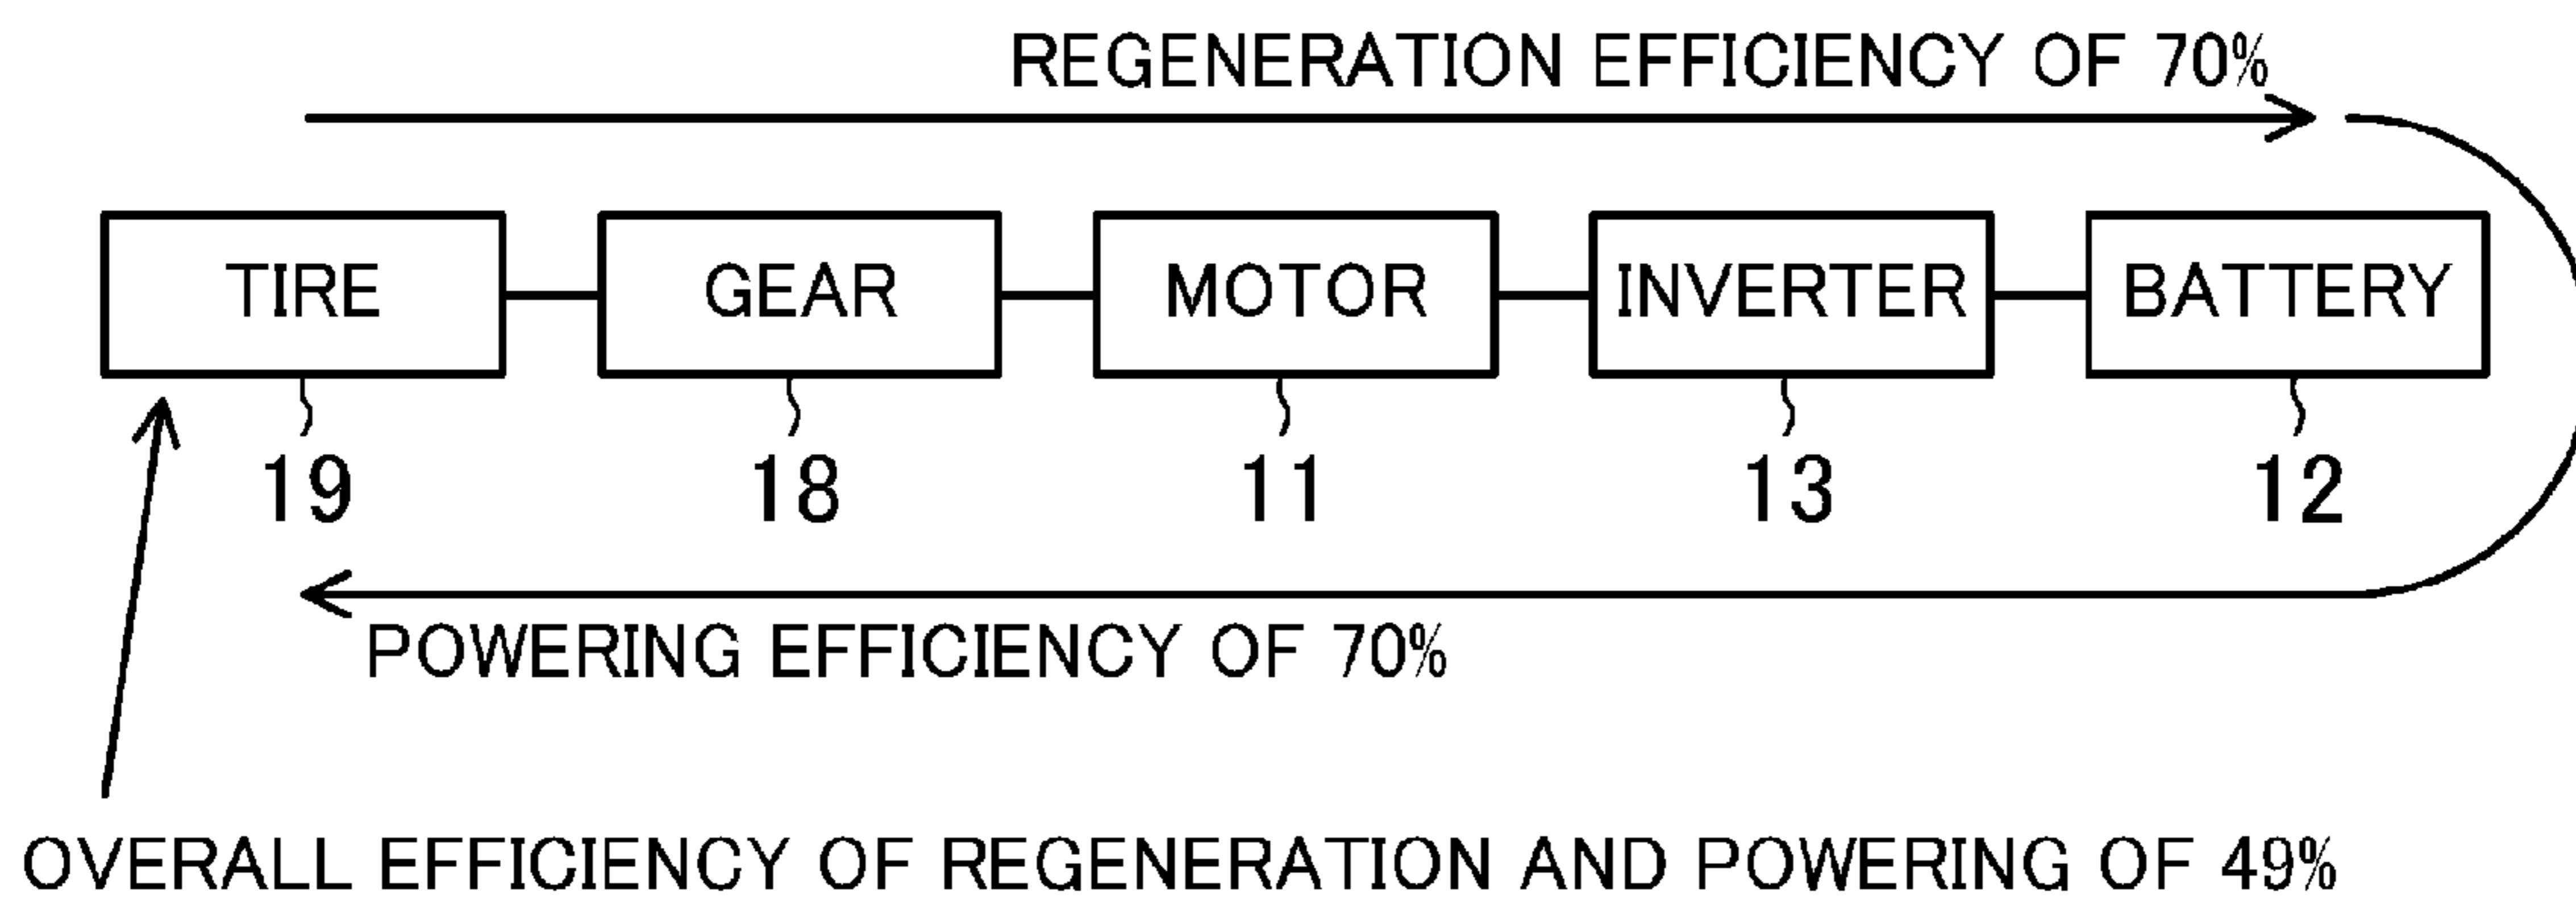 REGENERATION EFFICIENCY OF 70%
TIRE
GEAR
MOTOR
INVERTER
BATTERY
19
18
11
13
12
POWERING EFFICIENCY OF 70%
OVERALL EFFICIENCY OF REGENERATION AND POWERING OF 49%